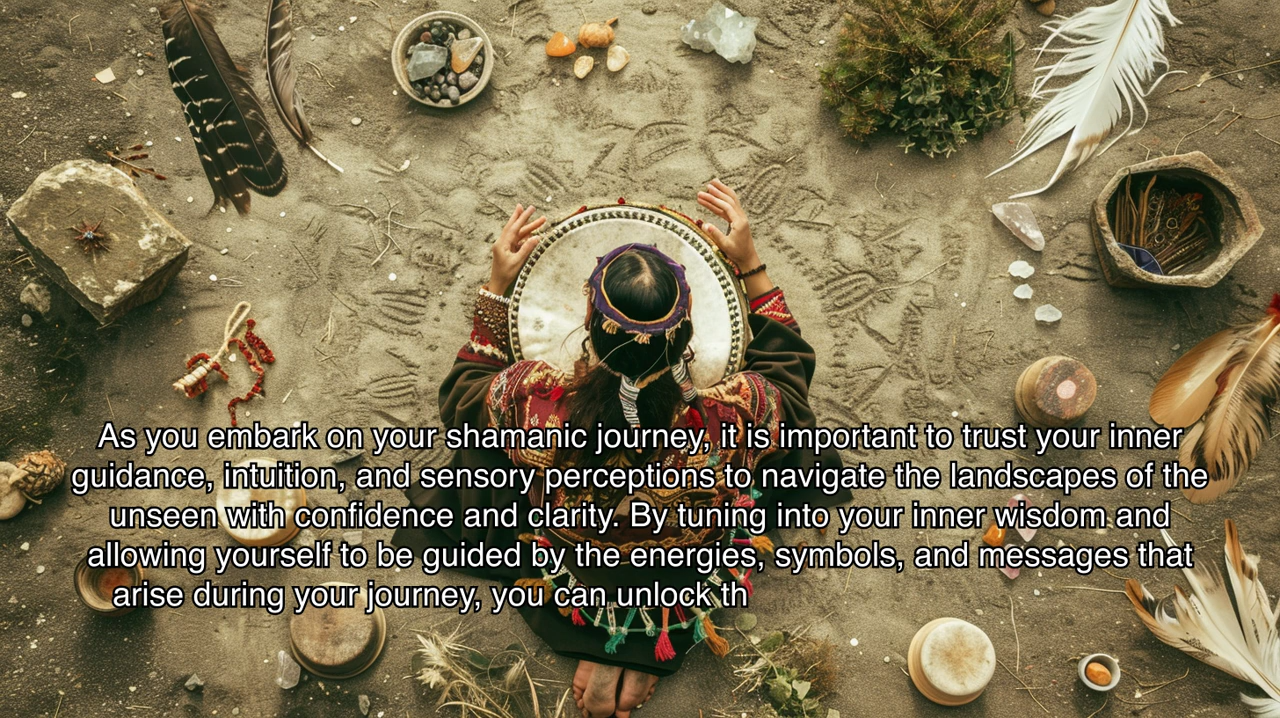 As you embark on your shamanic journey, it is important to trust your inner
guidance, intuition, and sensory perceptions to navigate the landscapes of the
unseen with confidence and clarity. By tuning into your inner wisdom and
allowing yourself to be guided by the energies, symbols, and messages that
arise during your journey, you can unlock th